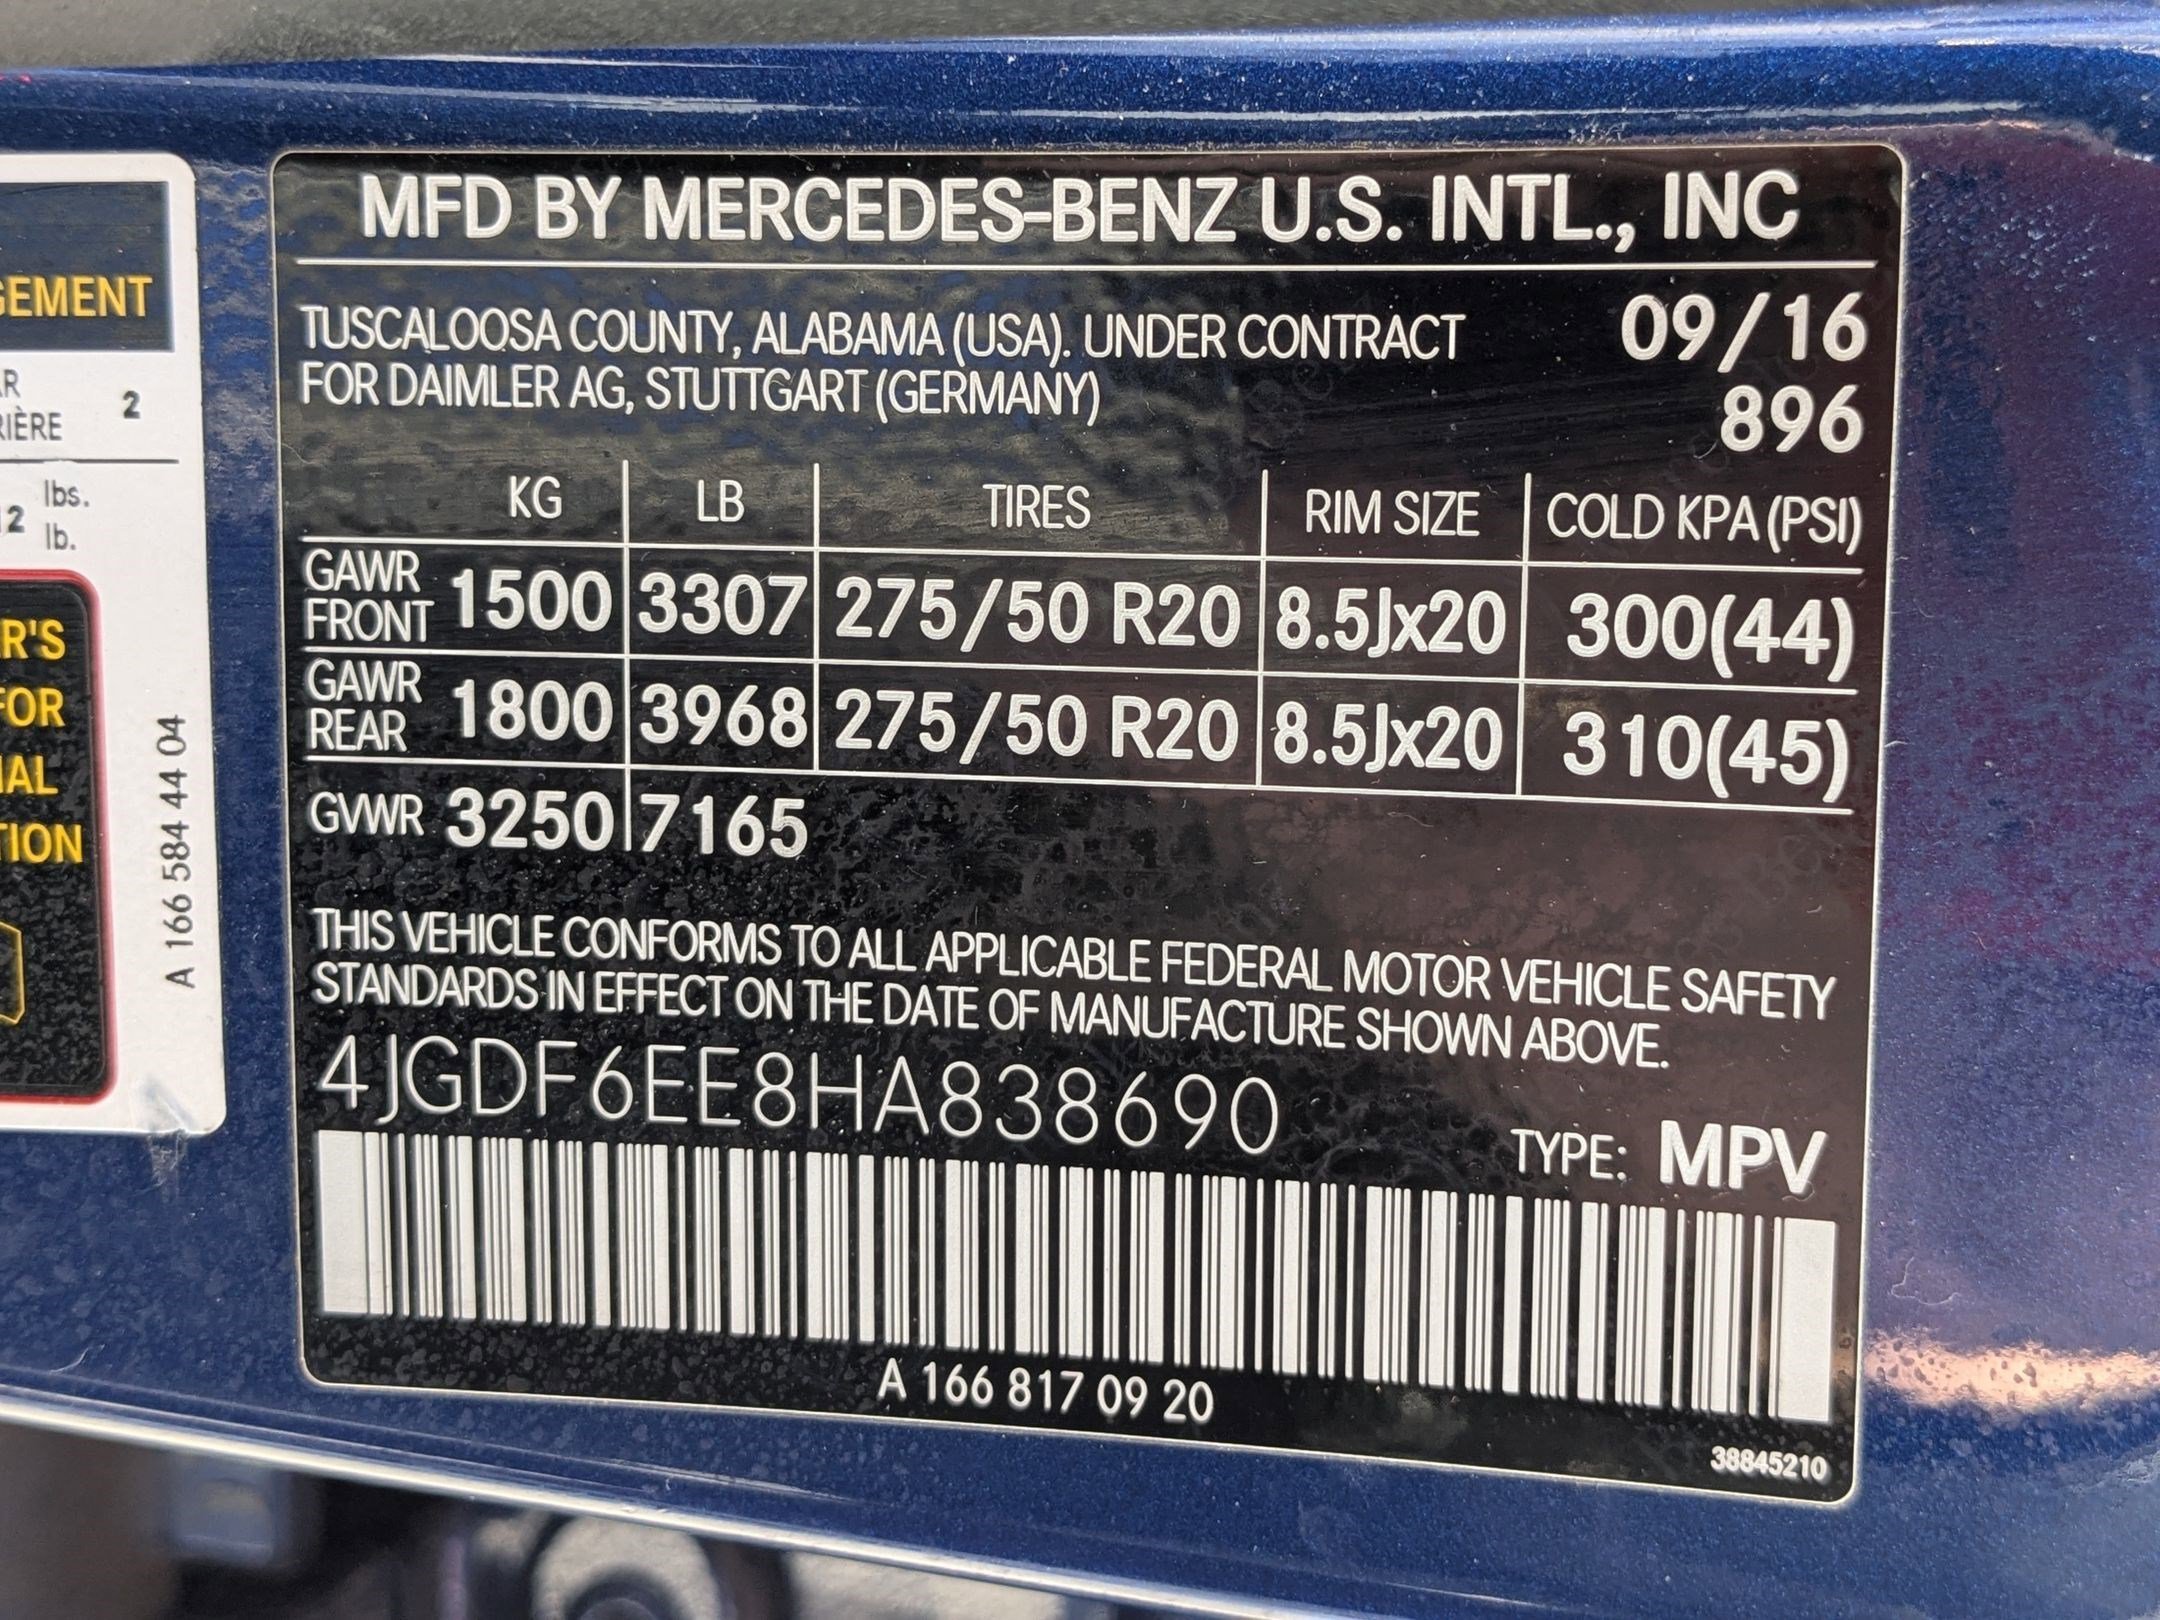 GEMENT
AR
2
RIÈRE
lbs.
12
lb.
R'S
FOR
TION
A 166 584 44 04
MFD BY MERCEDES-BENZ U.S. INTL., INC
TUSCALOOSA COUNTY, ALABAMA (USA). UNDER CONTRACT 09/16
FOR DAIMLER AG, STUTTGART (GERMANY) 896
KG LB TIRES RIM SIZE COLD KPA (PSI)
GAWR FRONT 1500 3307 275/50 R20 8.5Jx20 300(44)
GAWR REAR 1800 3968 275/50 R20 8.5Jx20 310(45)
GVWR 3250 7165
THIS VEHICLE CONFORMS TO ALL APPLICABLE FEDERAL MOTOR VEHICLE SAFETY
STANDARDS IN EFFECT ON THE DATE OF MANUFACTURE SHOWN ABOVE.
4JGDF6EE8HA838690
TYPE: MPV
A 166 817 09 20
38845210